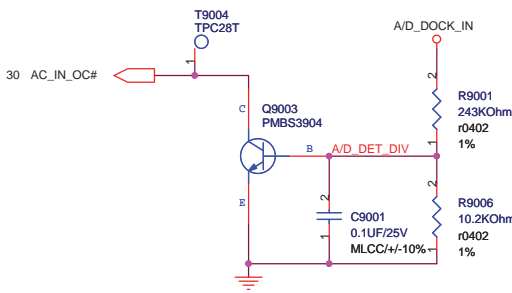 T9004
TPC28T
A/D_DOCK_IN
1
30 AC_IN_OC#
2
R9001
243KOhm
r0402
1%
1
C
Q9003
PMBS3904
B
A/D_DET_DIV
E
2
C9001
0.1UF/25V
MLCC/+/-10%
1
2
R9006
10.2KOhm
r0402
1%
1